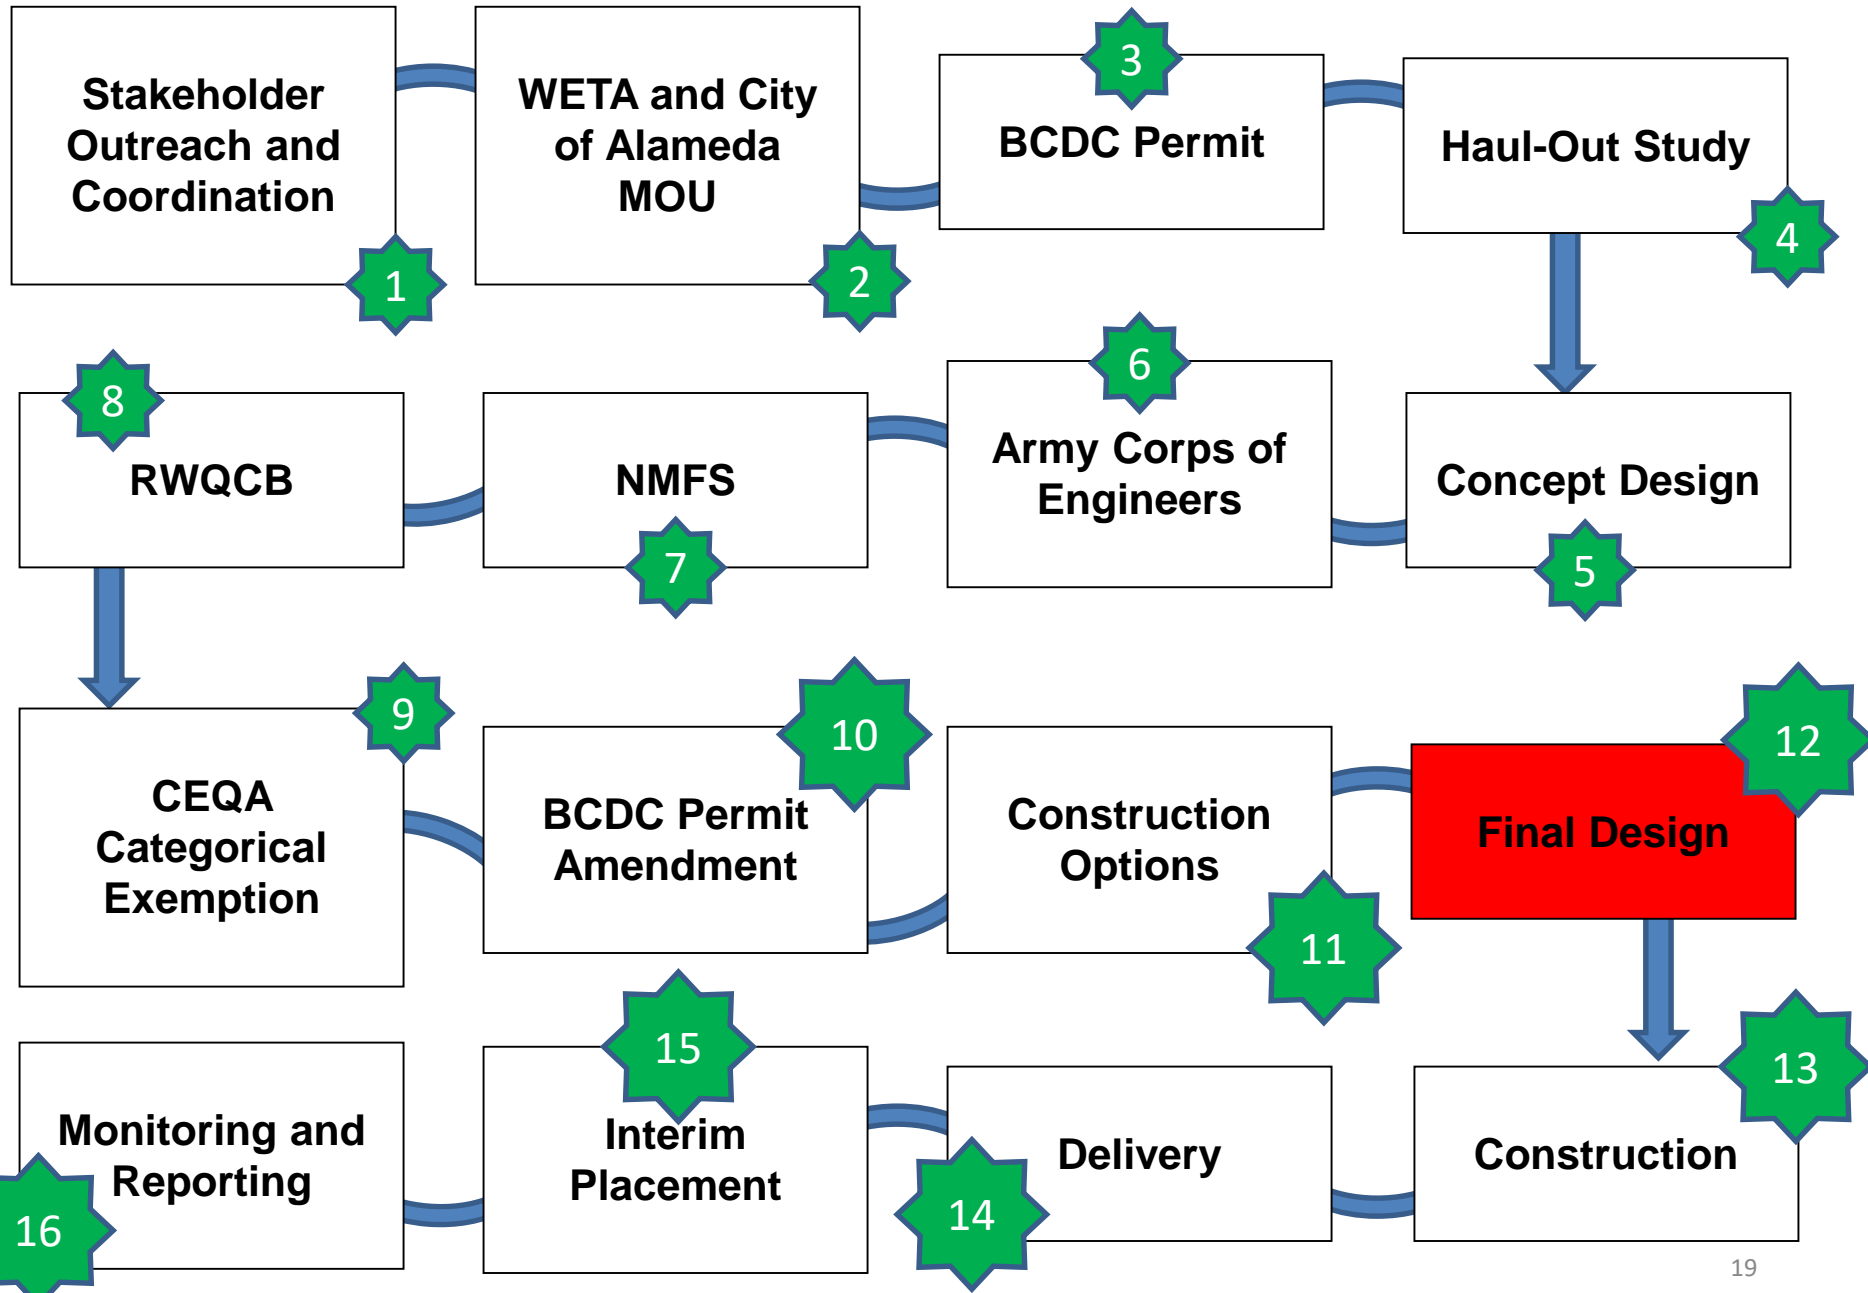 Stakeholder
Outreach and
Coordination
1
WETA and City
of Alameda
MOU
2
3
BCDC Permit
Haul-Out Study
4
8
RWQCB
NMFS
7
6
Army Corps of
Engineers
Concept Design
5
9
CEQA
Categorical
Exemption
10
BCDC Permit
Amendment
Construction
Options
11
12
Final Design
Monitoring and
Reporting
16
15
Interim
Placement
Delivery
14
13
Construction
19